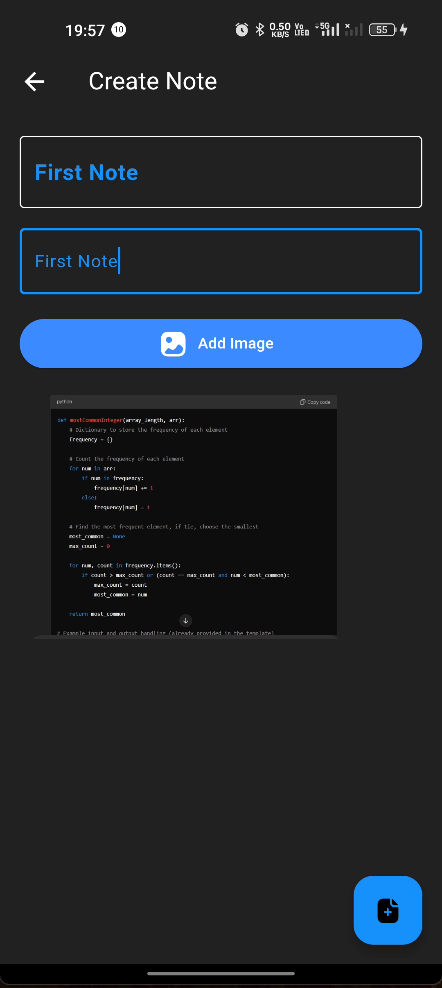 19:57 10 0.50 KB/S Vo LTE 5G 55
Create Note
First Note
First Note
Add Image
python Copy code
def mostCommonInteger(array_length, arr):
# Dictionary to store the frequency of each element
frequency = {}
# Count the frequency of each element
for num in arr:
if num in frequency:
frequency[num] += 1
else:
frequency[num] = 1
# Find the most frequent element, if tie, choose the smallest
most_common = None
max_count = 0
for num, count in frequency.items():
if count > max_count or (count == max_count and num < most_common):
max_count = count
most_common = num
return most_common
# Example input and output handling (already provided in the template)